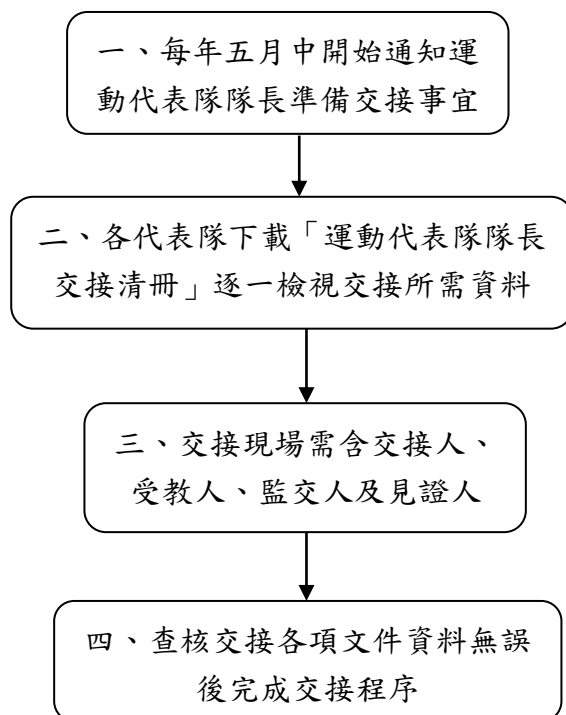 一、每年五月中開始通知運
動代表隊隊長準備交接事宜
二、各代表隊下載「運動代表隊隊長
交接清冊」逐一檢視交接所需資料
三、交接現場需含交接人、
受教人、監交人及見證人
四、查核交接各項文件資料無誤
後完成交接程序